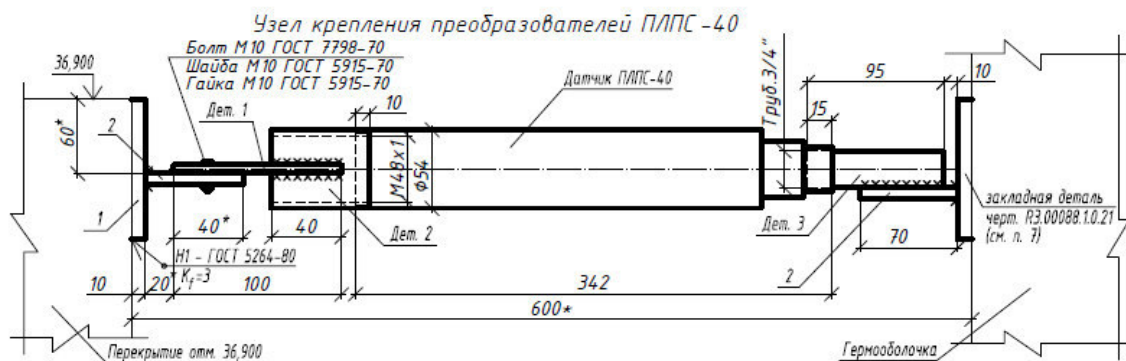 Узел крепления преобразователей ПЛПС-40
Болт М10 ГОСТ 7798-70
Шайба М10 ГОСТ 5915-70
Гайка М10 ГОСТ 5915-70
36,900
Дет. 1
10
Датчик ПЛПС-40
Труб.3/4"
95
10
15
60*
2
1
М48х1
ϕ54
40*
40
Дет. 2
Дет. 3
закладная деталь
черт. R3.00088.1.0.21
(см. п. 7)
70
2
Н1 - ГОСТ 5264-80
Kf=3
10
20*
100
342
600*
Перекрытие отм. 36,900
Гермооболочка